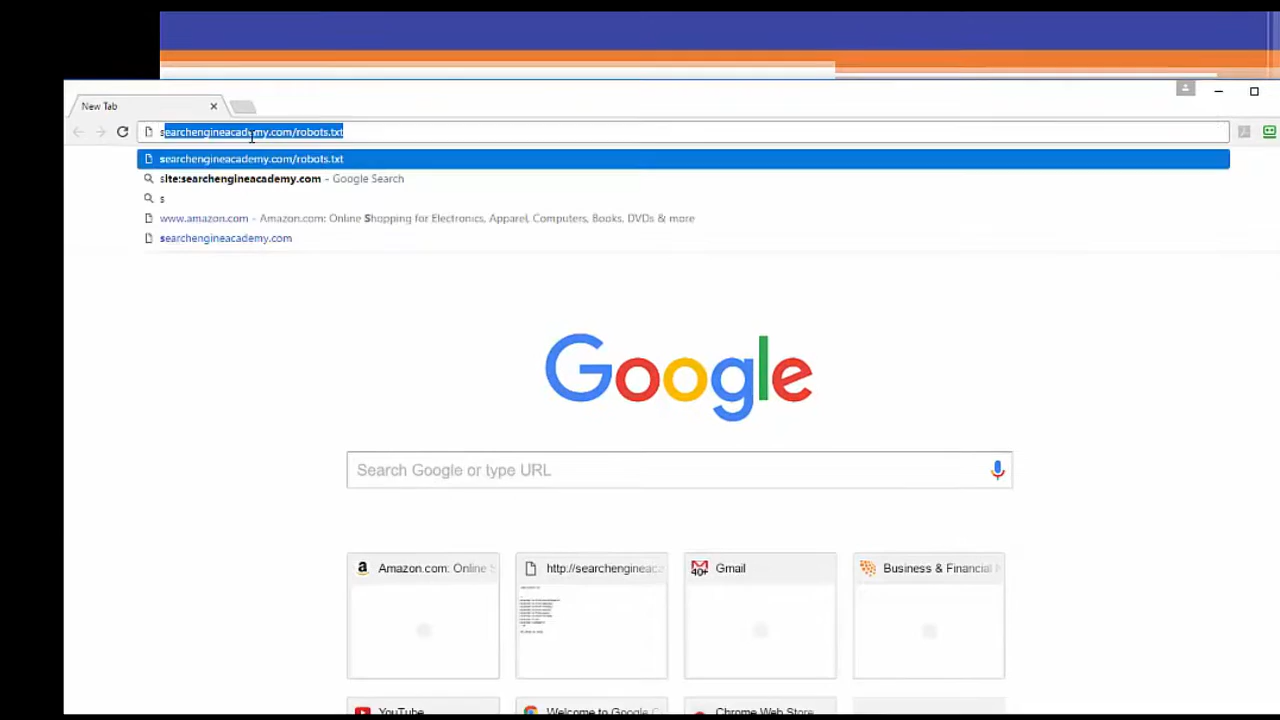 New Tab
searchengineacademy.com/robots.txt
searchengineacademy.com/robots.txt
site:searchengineacademy.com – Google Search
s
www.amazon.com – Amazon.com: Online Shopping for Electronics, Apparel, Computers, Books, DVDs & more
searchengineacademy.com
Google
Search Google or type URL
Amazon.com: Online S
http://searchengineac
40+ Gmail
Business & Financial
YouTube
Welcome to Google C
Chrome Web Store